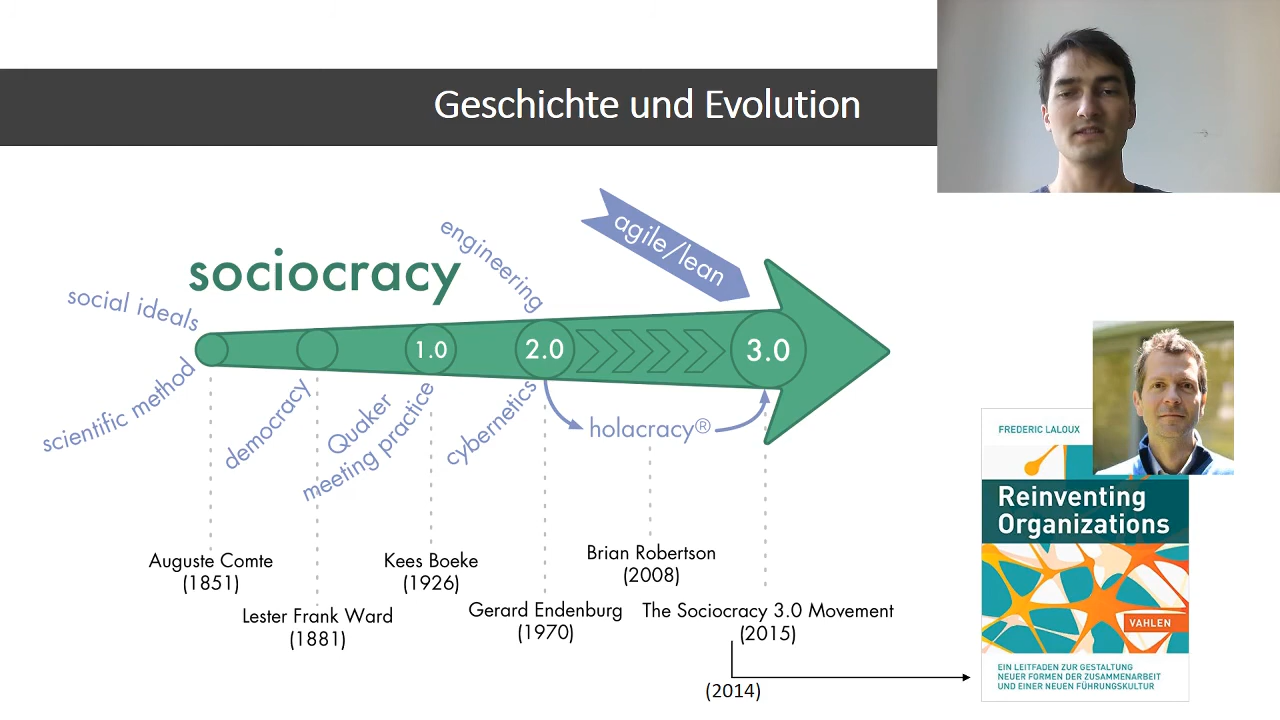 Geschichte und Evolution
sociocracy
social ideals
scientific method
democracy
Quaker
meeting practice
engineering
cybernetics
agile/lean
1.0
2.0
3.0
holacracy®
Auguste Comte
(1851)
Lester Frank Ward
(1881)
Kees Boeke
(1926)
Gerard Endenburg
(1970)
Brian Robertson
(2008)
The Sociocracy 3.0 Movement
(2015)
(2014)
FREDERIC LALOUX
Reinventing
Organizations
VAHLEN
EIN LEITFADEN ZUR GESTALTUNG
NEUER FORMEN DER ZUSAMMENARBEIT
UND EINER NEUEN FÜHRUNGSKULTUR